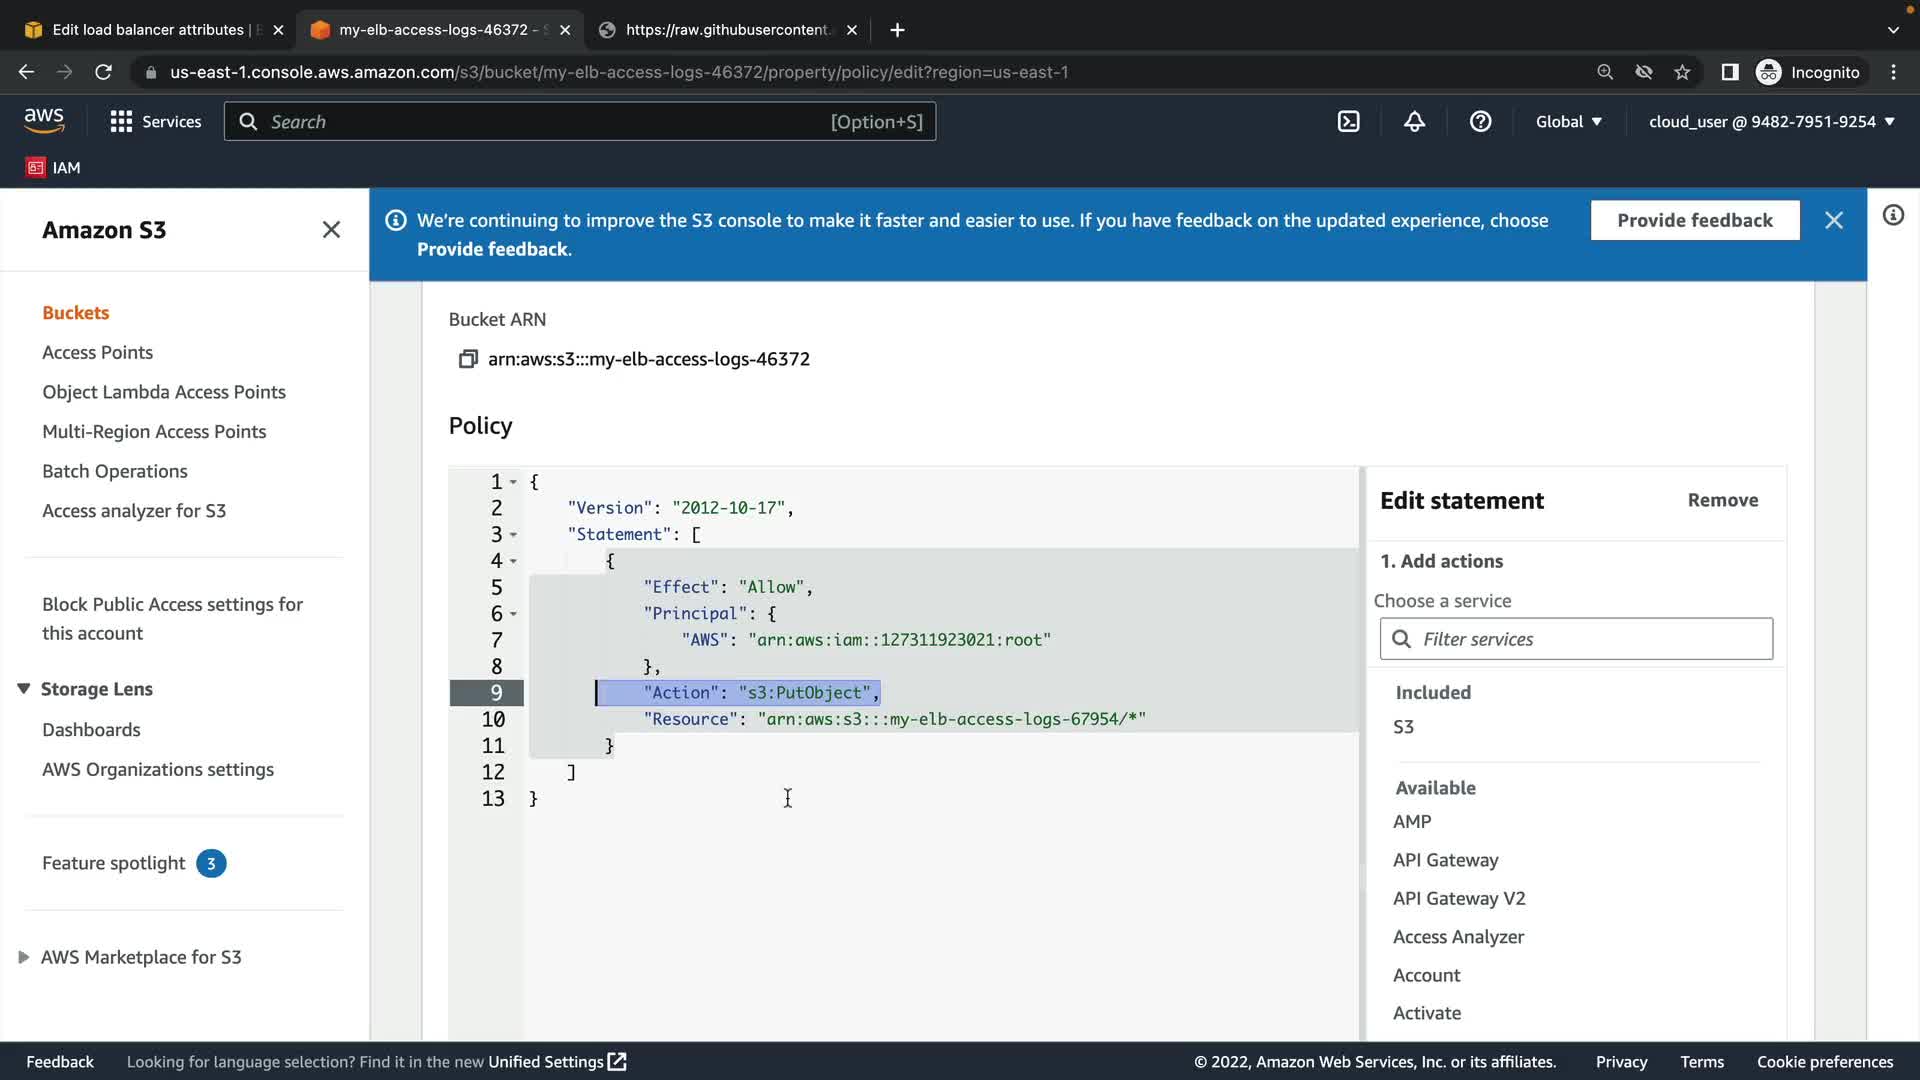 Edit load balancer attributes | E
my-elb-access-logs-46372 - S
https://raw.githubusercontent.
us-east-1.console.aws.amazon.com/s3/bucket/my-elb-access-logs-46372/property/policy/edit?region=us-east-1
Incognito
aws
Services
Search
[Option+S]
Global
cloud_user @ 9482-7951-9254
IAM
Amazon S3
We're continuing to improve the S3 console to make it faster and easier to use. If you have feedback on the updated experience, choose
Provide feedback.
Provide feedback
Buckets
Access Points
Object Lambda Access Points
Multi-Region Access Points
Batch Operations
Access analyzer for S3
Block Public Access settings for
this account
Storage Lens
Dashboards
AWS Organizations settings
Feature spotlight 3
AWS Marketplace for S3
Bucket ARN
arn:aws:s3:::my-elb-access-logs-46372
Policy
1 {
2 "Version": "2012-10-17",
3 "Statement": [
4 {
5 "Effect": "Allow",
6 "Principal": {
7 "AWS": "arn:aws:iam::127311923021:root"
8 },
9 "Action": "s3:PutObject",
10 "Resource": "arn:aws:s3:::my-elb-access-logs-67954/*"
11 }
12 ]
13 }
Edit statement
Remove
1. Add actions
Choose a service
Filter services
Included
S3
Available
AMP
API Gateway
API Gateway V2
Access Analyzer
Account
Activate
Feedback
Looking for language selection? Find it in the new Unified Settings
© 2022, Amazon Web Services, Inc. or its affiliates.
Privacy
Terms
Cookie preferences